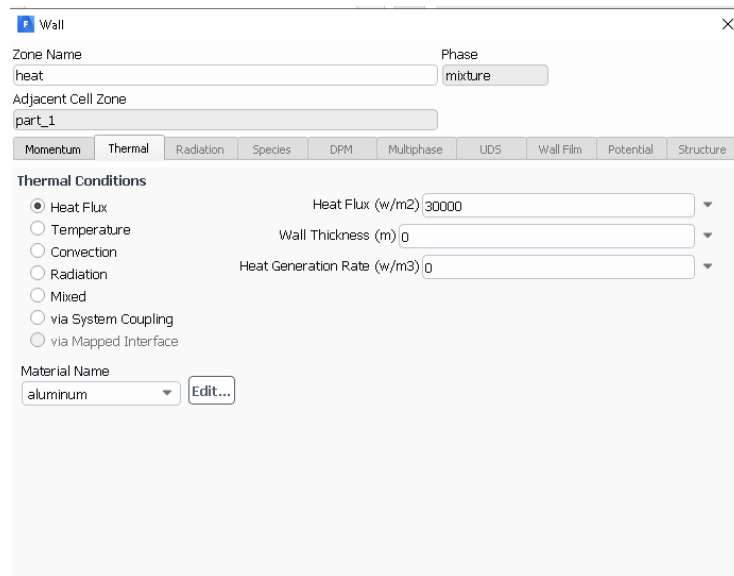 F Wall
Zone Name
Phase
heat
mixture
Adjacent Cell Zone
part_1
Momentum Thermal Radiation Species DPM Multiphase UDS Wall Film Potential Structure
Thermal Conditions
Heat Flux
Heat Flux (w/m2) 30000
Temperature
Wall Thickness (m) 0
Convection
Heat Generation Rate (w/m3) 0
Radiation
Mixed
via System Coupling
via Mapped Interface
Material Name
aluminum
Edit...